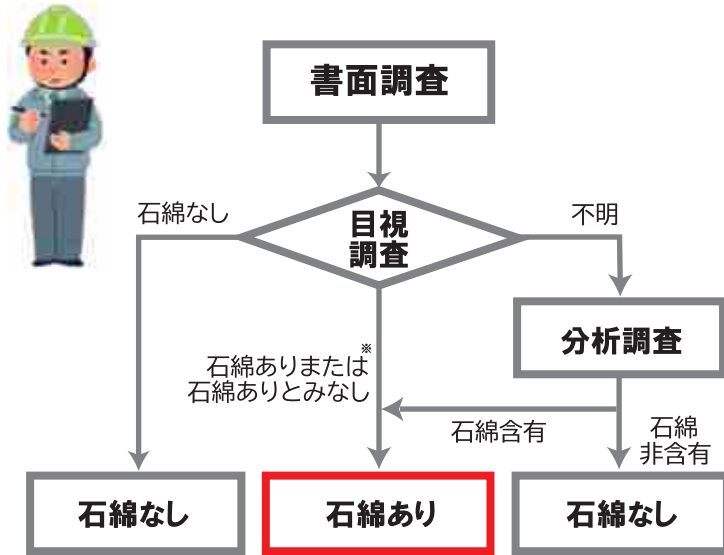 書面調査
石綿なし
目視
調査
不明
分析調査
※
石綿ありまたは
石綿ありとみなし
石綿含有
石綿
非含有
石綿なし
石綿あり
石綿なし